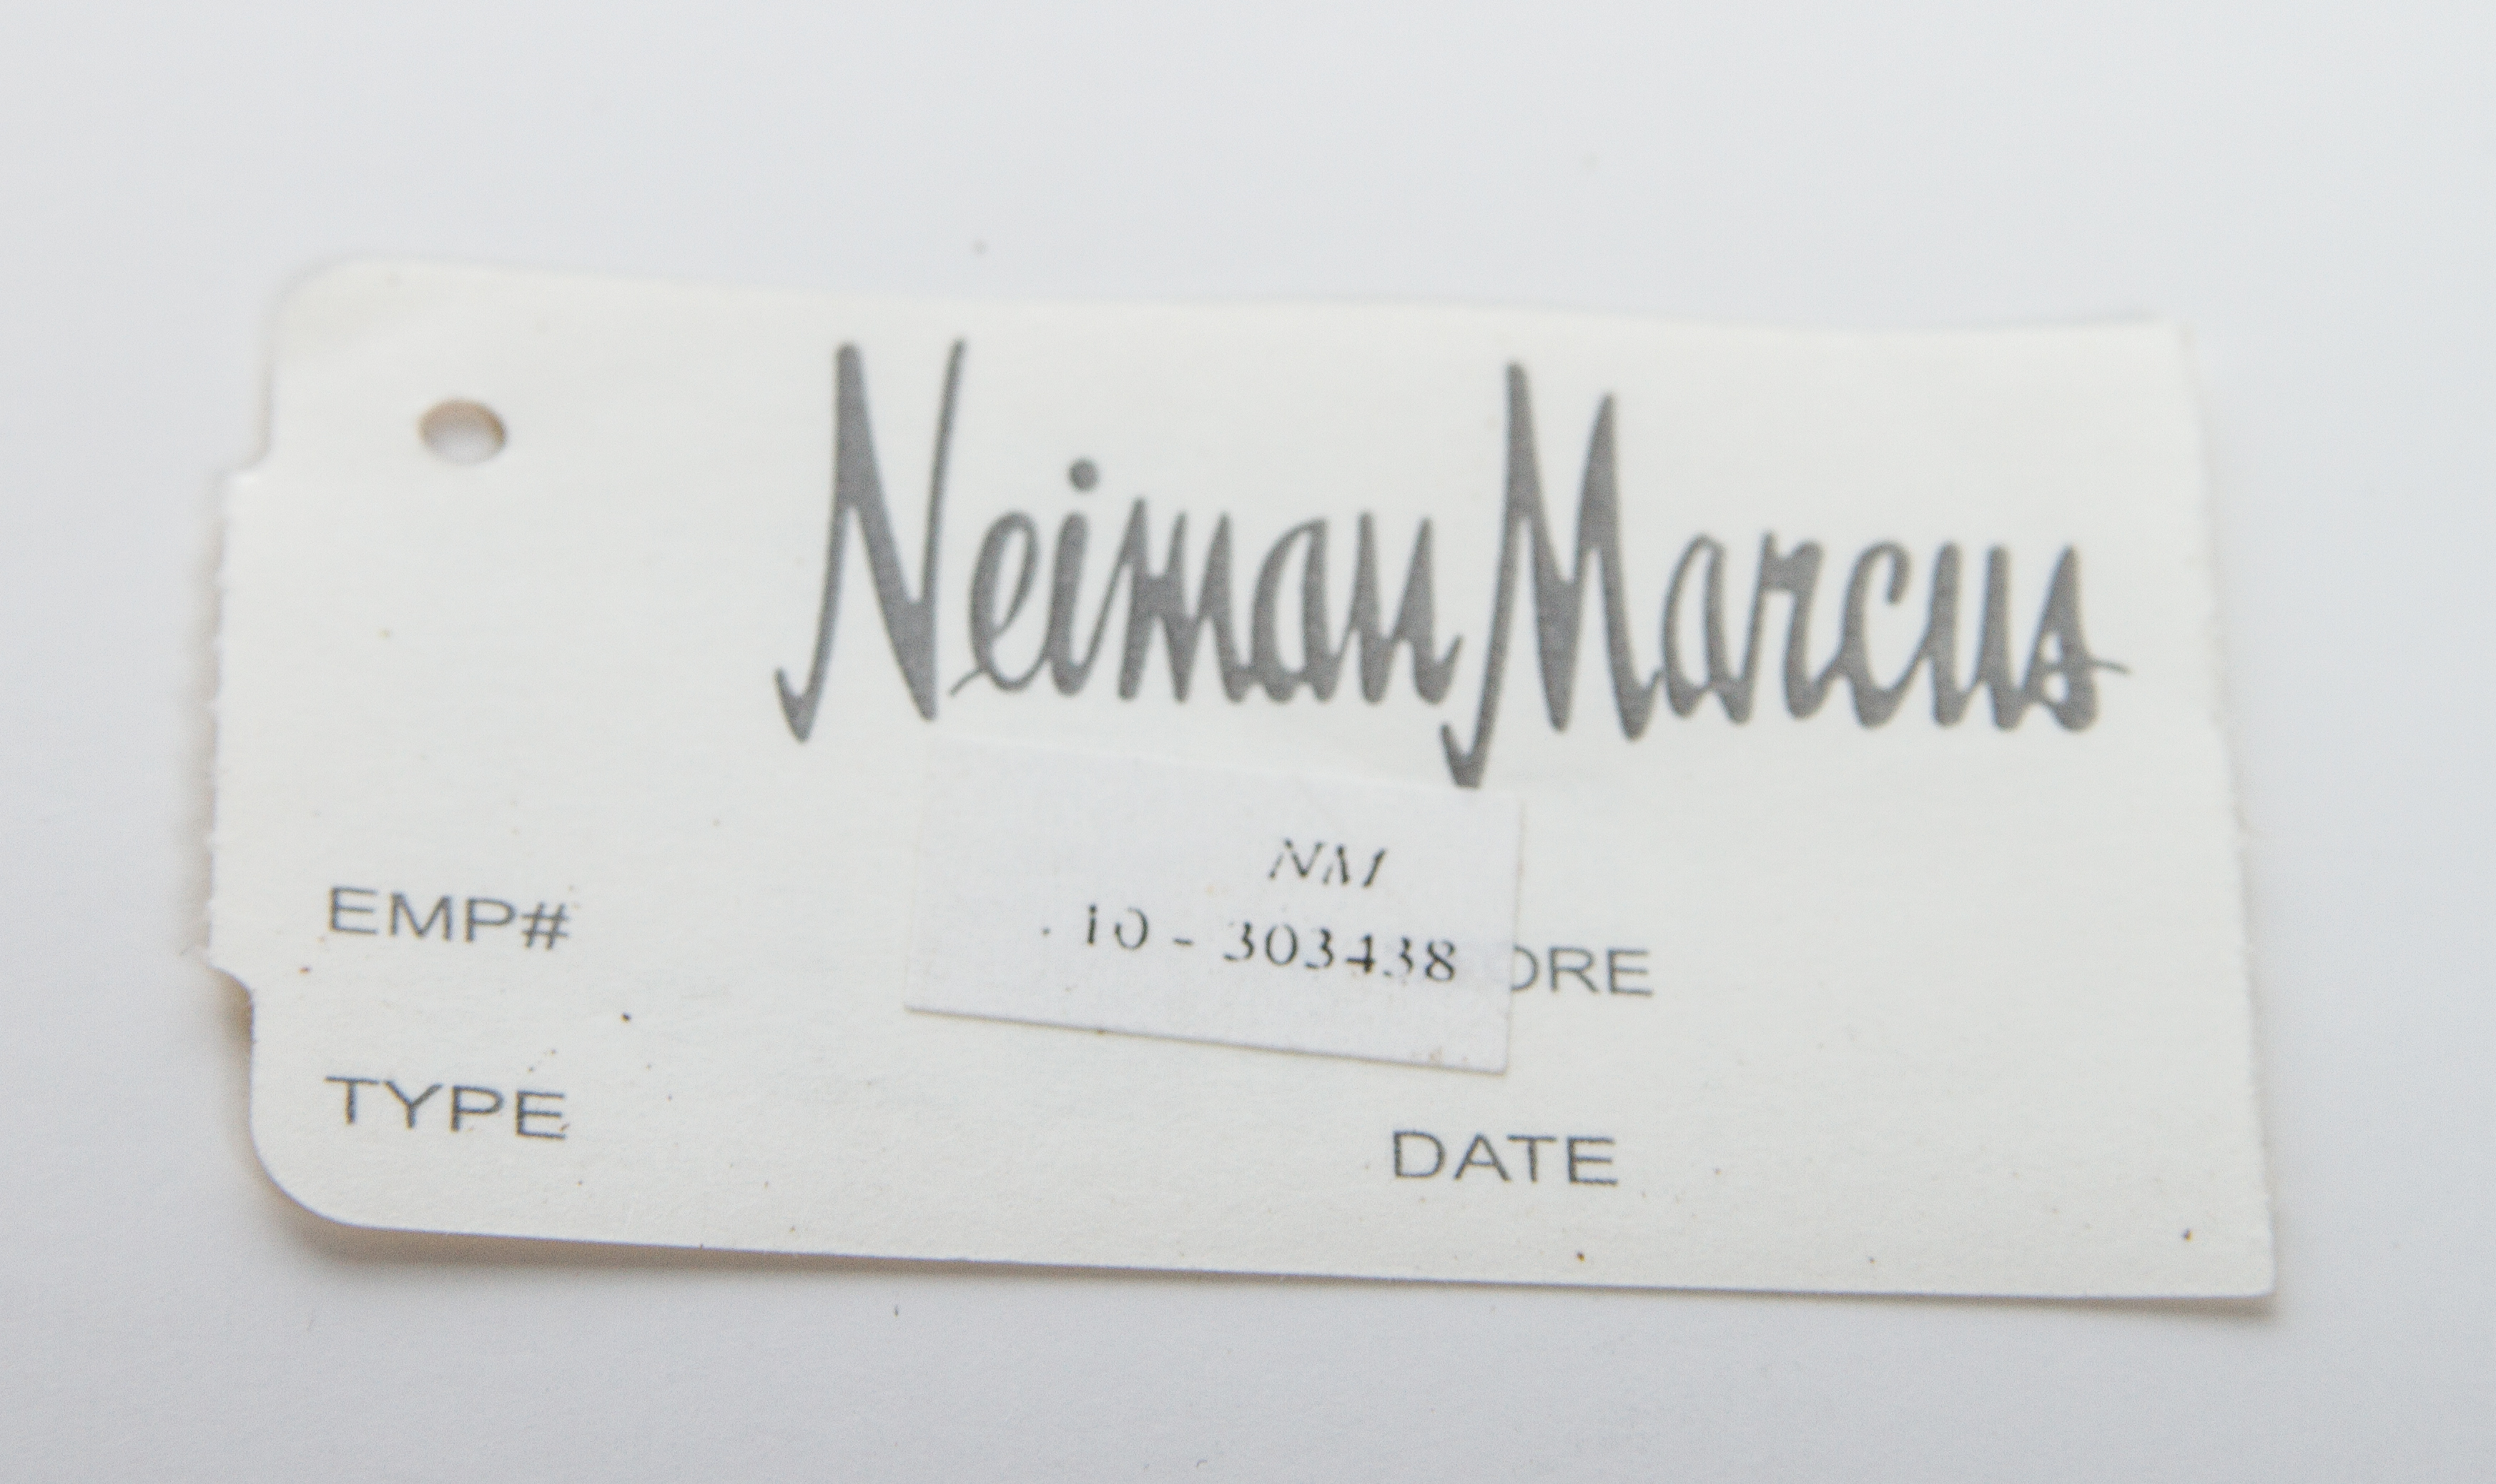 Neiman Marcus
NM
10 - 303438
EMP#
ORE
TYPE
DATE